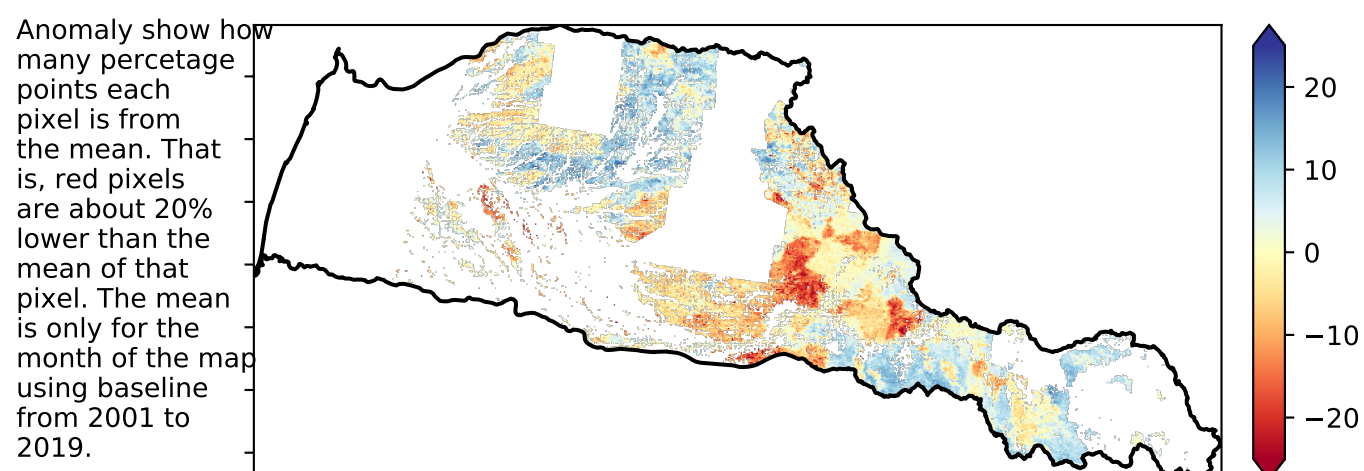 Anomaly show how
many percetage
points each
pixel is from
the mean. That
is, red pixels
are about 20%
lower than the
mean of that
pixel. The mean
is only for the
month of the map
using baseline
from 2001 to
2019.
20
10
0
−10
−20